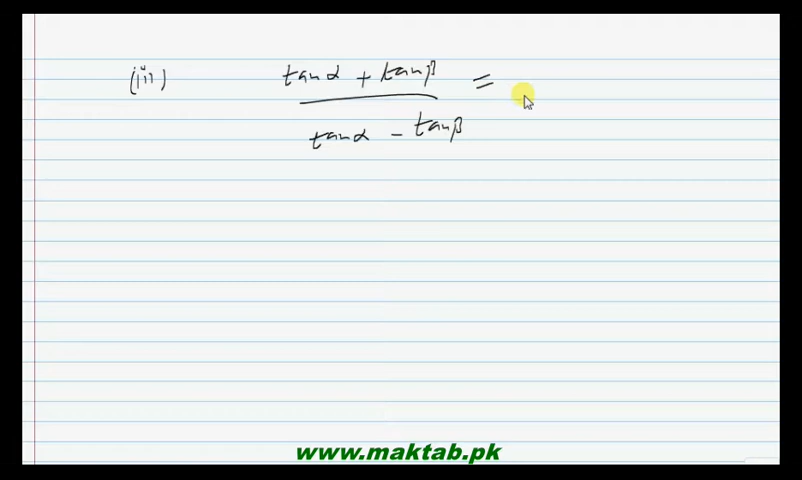 (iii) tanα + tanβ =
tanα - tanβ
www.maktab.pk